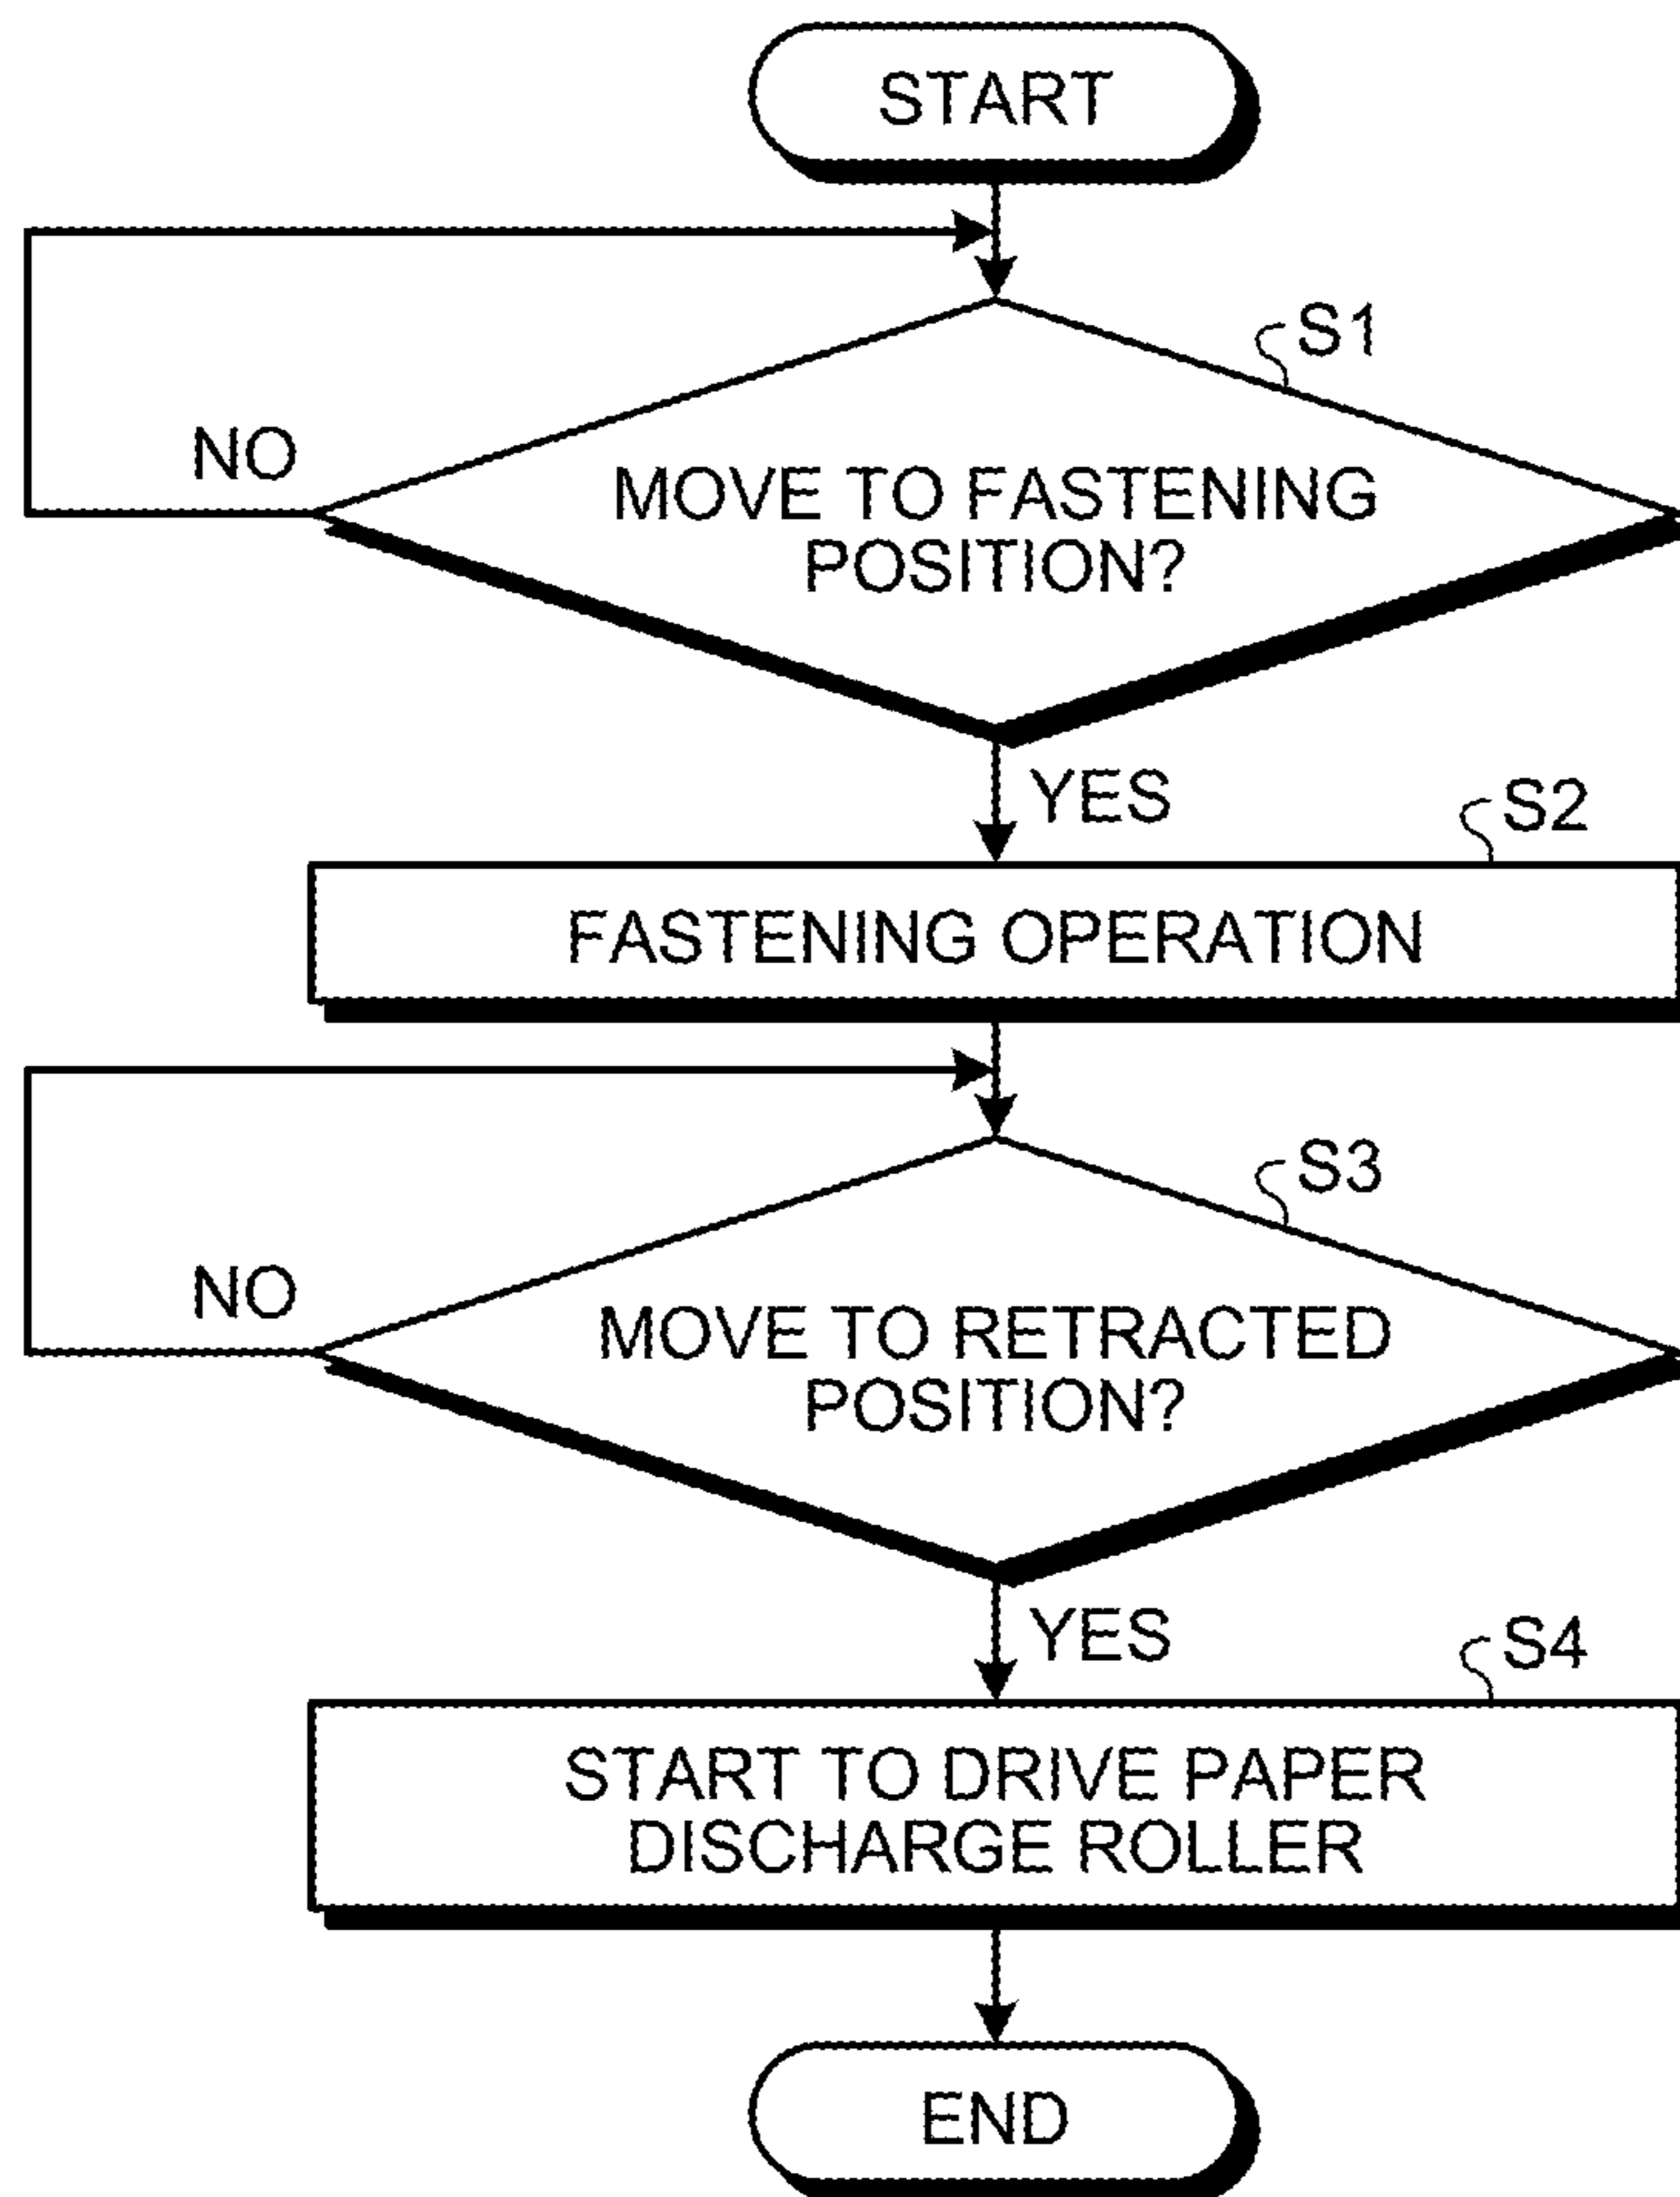 START
S1
NO
MOVE TO FASTENING
POSITION?
YES
S2
FASTENING OPERATION
S3
NO
MOVE TO RETRACTED
POSITION?
YES
S4
START TO DRIVE PAPER
DISCHARGE ROLLER
END